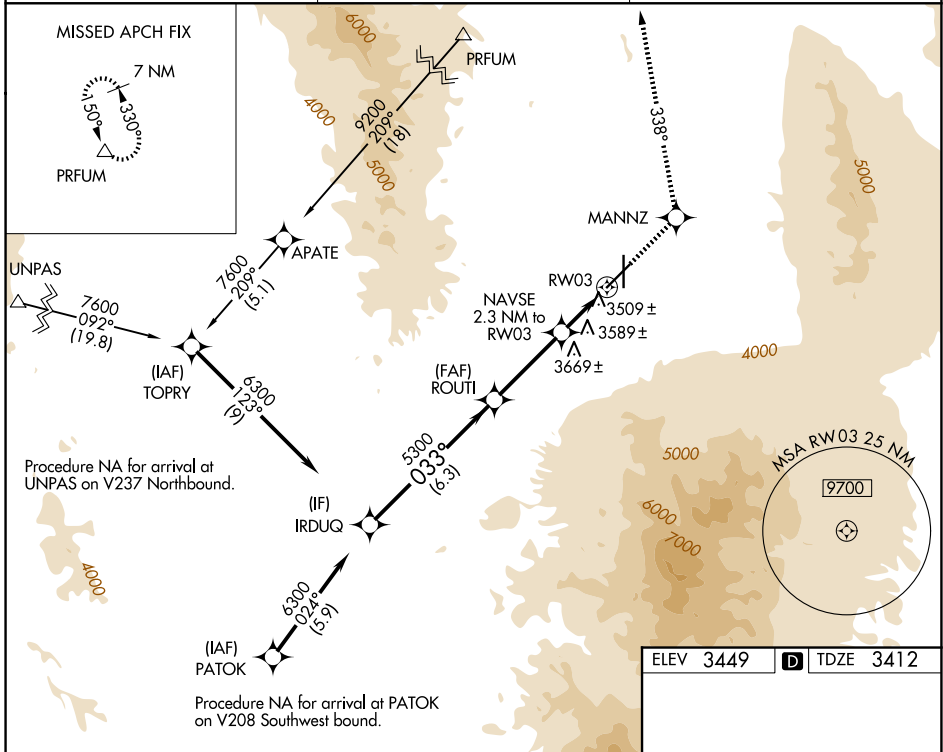 MISSED APCH FIX
7 NM
150°
330°
PRFUM
6000
4000
5000
PRFUM
9200
209°
(18)
APATE
7600
209°
(5.1)
UNPAS
7600
092°
(19.8)
(IAF)
TOPRY
6300
123°
(9)
338°
MANNZ
5000
RW03
NAVSE
2.3 NM to
RW03
3509±
3589±
3669±
4000
(FAF)
ROUTI
5300
033°
(6.3)
Procedure NA for arrival at
UNPAS on V237 Northbound.
(IF)
IRDUQ
5000
6000
7000
MSA RW03 25 NM
9700
4000
6300
024°
(5.9)
(IAF)
PATOK
Procedure NA for arrival at PATOK
on V208 Southwest bound.
ELEV 3449 D TDZE 3412